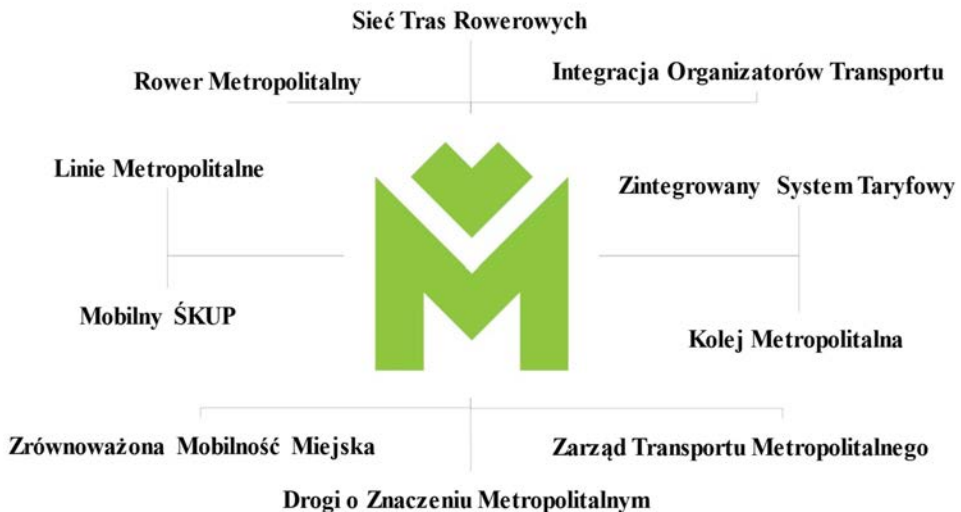 Sieć Tras Rowerowych
Rower Metropolitalny
Integracja Organizatorów Transportu
Linie Metropolitalne
Zintegrowany System Taryfowy
Mobilny ŚKUP
Kolej Metropolitalna
Zrównoważona Mobilność Miejska
Zarząd Transportu Metropolitalnego
Drogi o Znaczeniu Metropolitalnym